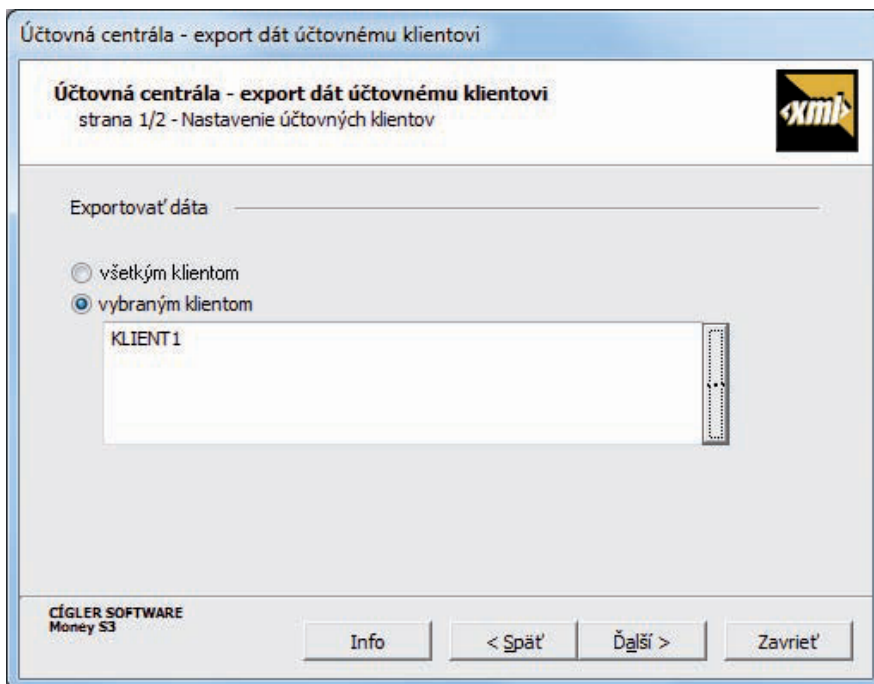 Účtovná centrála - export dát účtovnému klientovi
Účtovná centrála - export dát účtovnému klientovi
strana 1/2 - Nastavenie účtovných klientov
<xml>
Exportovať dáta
všetkým klientom
vybraným klientom
KLIENT1
...
CÍGLER SOFTWARE
Money S3
Info
< Späť
Ďalší >
Zavrieť